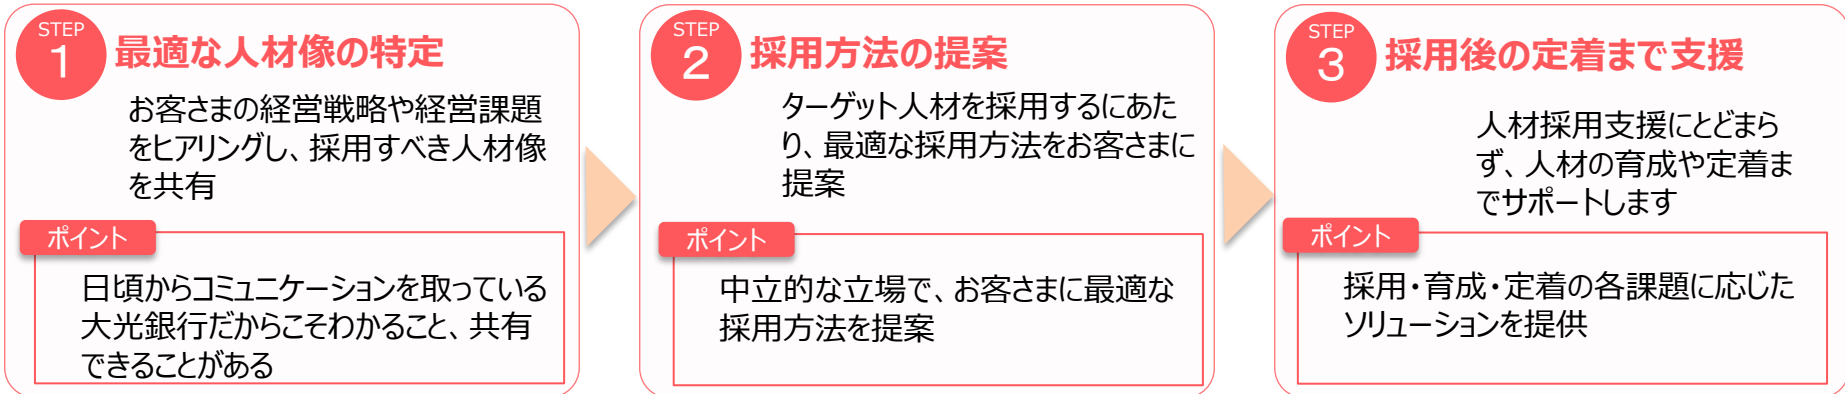 STEP
1
最適な人材像の特定
お客さまの経営戦略や経営課題
をヒアリングし、採用すべき人材像
を共有
ポイント
日頃からコミュニケーションを取っている
大光銀行だからこそわかること、共有
できることがある
STEP
2
採用方法の提案
ターゲット人材を採用するにあた
り、最適な採用方法をお客さまに
提案
ポイント
中立的な立場で、お客さまに最適な
採用方法を提案
STEP
3
採用後の定着まで支援
人材採用支援にとどまら
ず、人材の育成や定着ま
でサポートします
ポイント
採用・育成・定着の各課題に応じた
ソリューションを提供